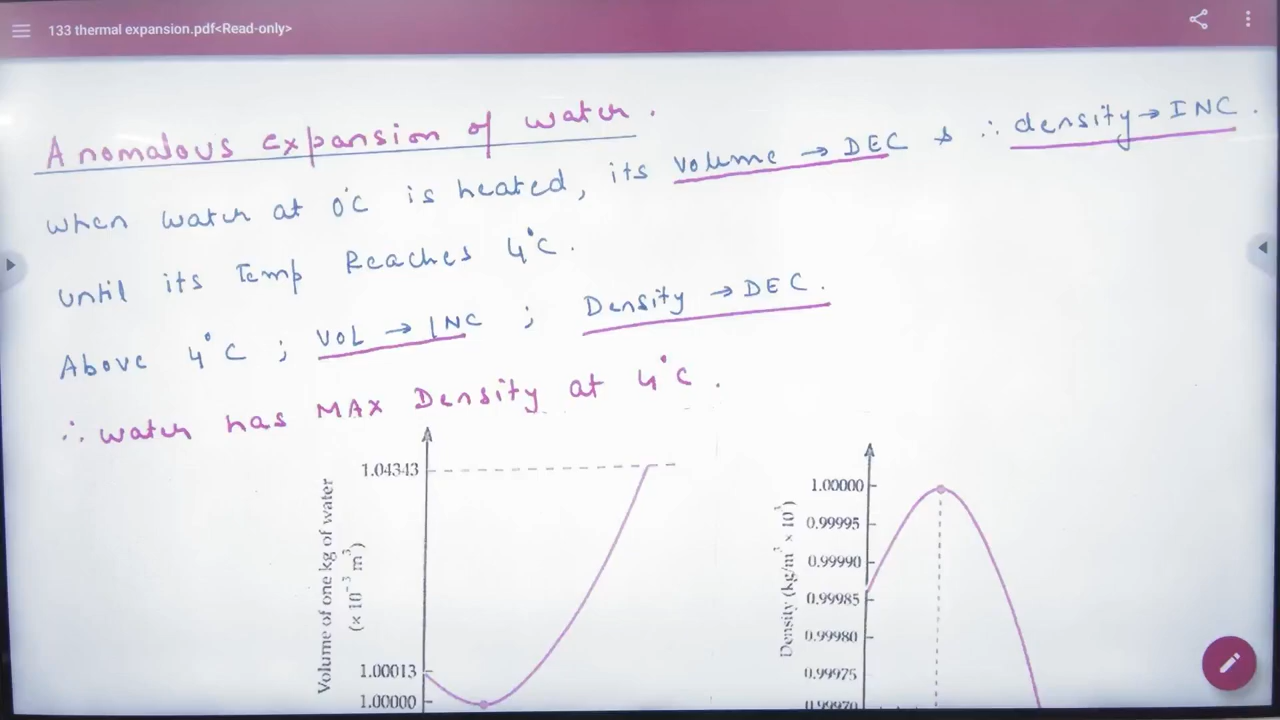 133 thermal expansion.pdf<Read-only>
Anomalous expansion of water.
When water at 0°C is heated, its volume → DEC & ∴ density → INC.
until its Temp Reaches 4°C.
Above 4°C ; VOL → INC ; Density → DEC.
∴ water has MAX Density at 4°C.
Volume of one kg of water
(× 10⁻³ m³)
1.04343
1.00013
1.00000
Density (kg/m³ × 10³)
1.00000
0.99995
0.99990
0.99985
0.99980
0.99975
0.99970